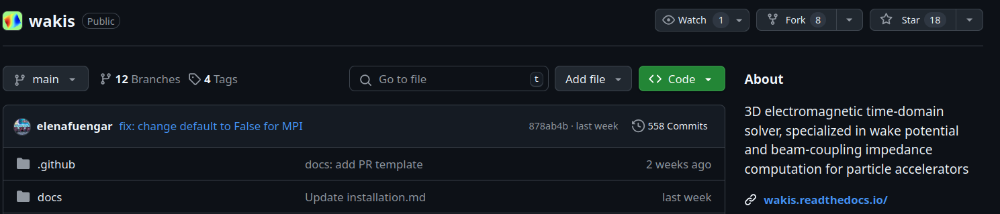 wakis Public Watch 1 Fork 8 Star 18
main 12 Branches 4 Tags Go to file t Add file Code
About
3D electromagnetic time-domain
solver, specialized in wake potential
and beam-coupling impedance
computation for particle accelerators
wakis.readthedocs.io/
elenafuengar fix: change default to False for MPI 878ab4b · last week 558 Commits
.github docs: add PR template 2 weeks ago
docs Update installation.md last week